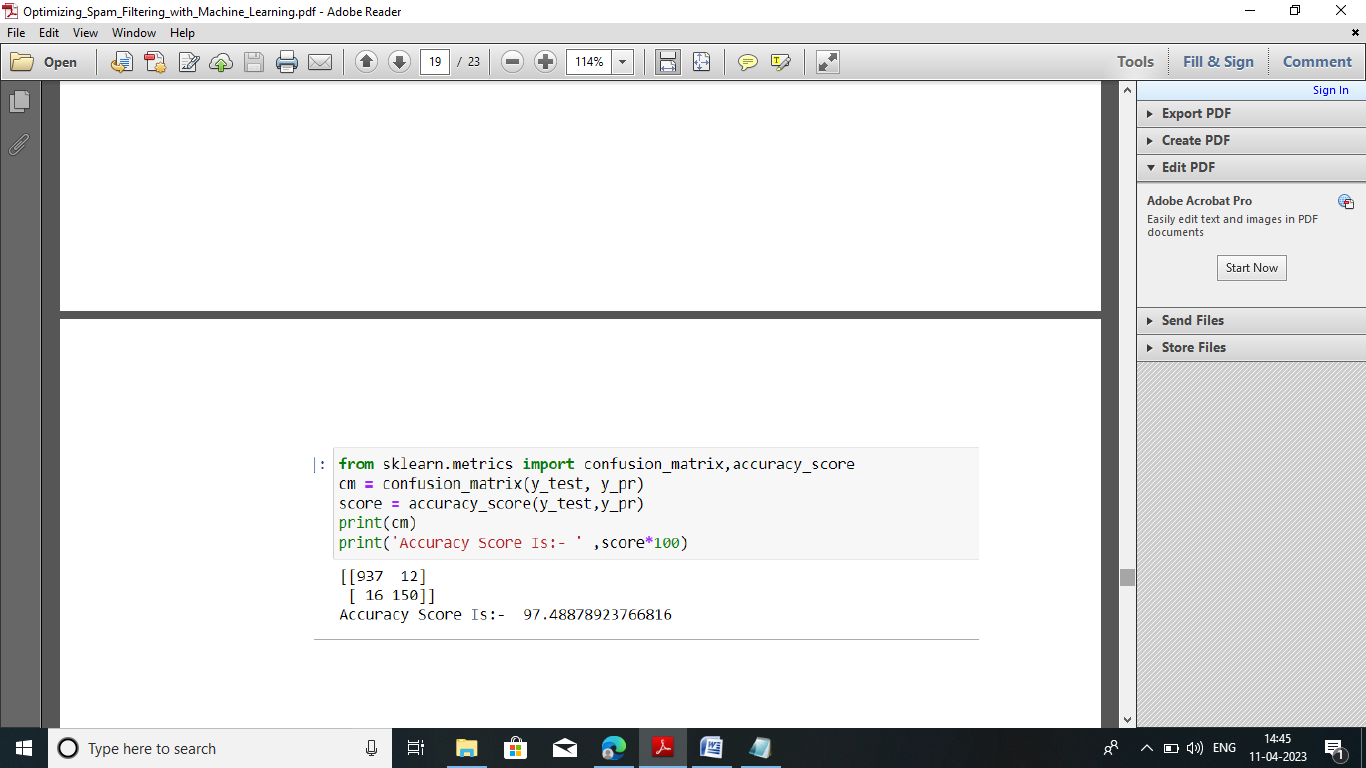 Optimizing_Spam_Filtering_with_Machine_Learning.pdf - Adobe Reader
File Edit View Window Help
Open 19 / 23 114% Tools Fill & Sign Comment
Sign In
Export PDF
Create PDF
Edit PDF
Adobe Acrobat Pro
Easily edit text and images in PDF
documents
Start Now
Send Files
Store Files
]: from sklearn.metrics import confusion_matrix,accuracy_score
cm = confusion_matrix(y_test, y_pr)
score = accuracy_score(y_test,y_pr)
print(cm)
print('Accuracy Score Is:- ' ,score*100)
[[937  12]
 [ 16 150]]
Accuracy Score Is:-  97.48878923766816
Type here to search
ENG
14:45
11-04-2023
1